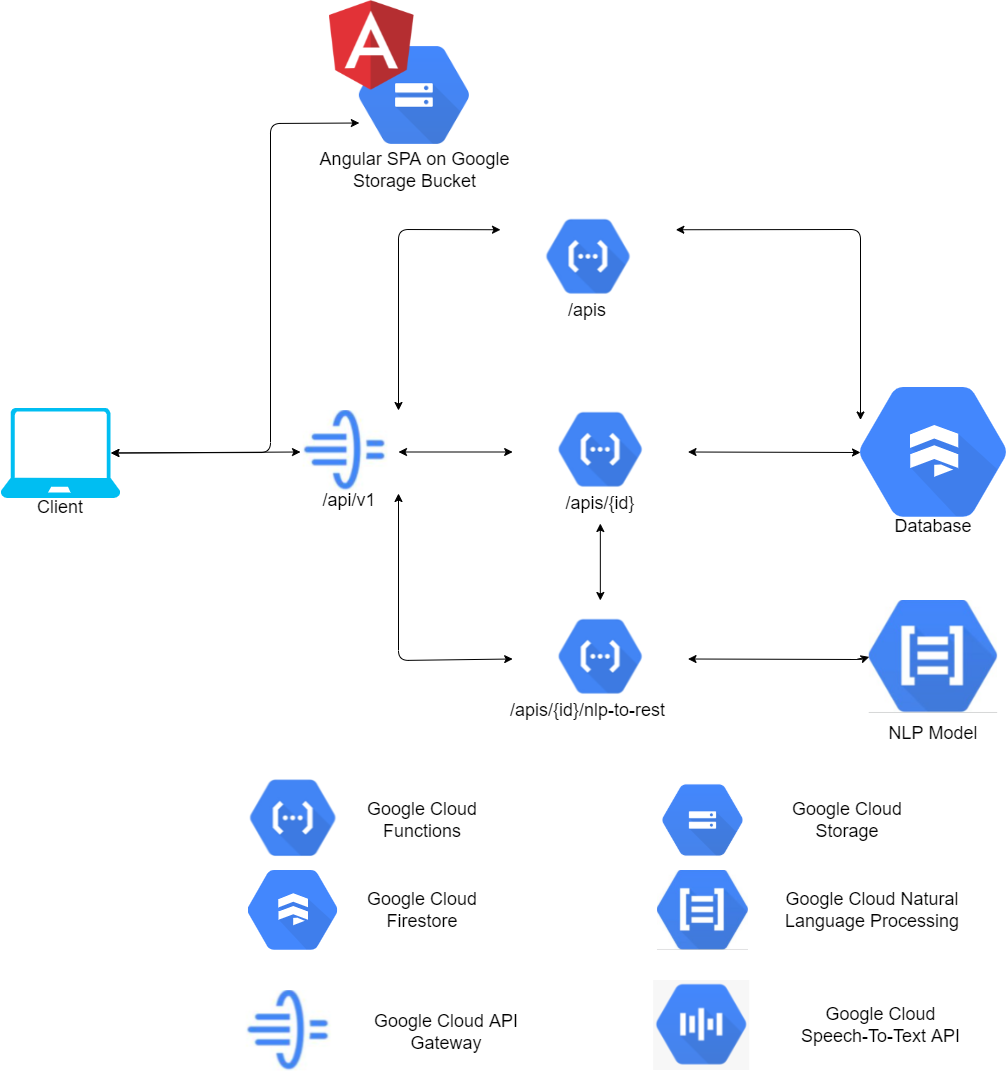 Angular SPA on Google
Storage Bucket
/apis
Client
/api/v1
/apis/{id}
Database
/apis/{id}/nlp-to-rest
NLP Model
Google Cloud
Functions
Google Cloud
Storage
Google Cloud
Firestore
Google Cloud Natural
Language Processing
Google Cloud API
Gateway
Google Cloud
Speech-To-Text API